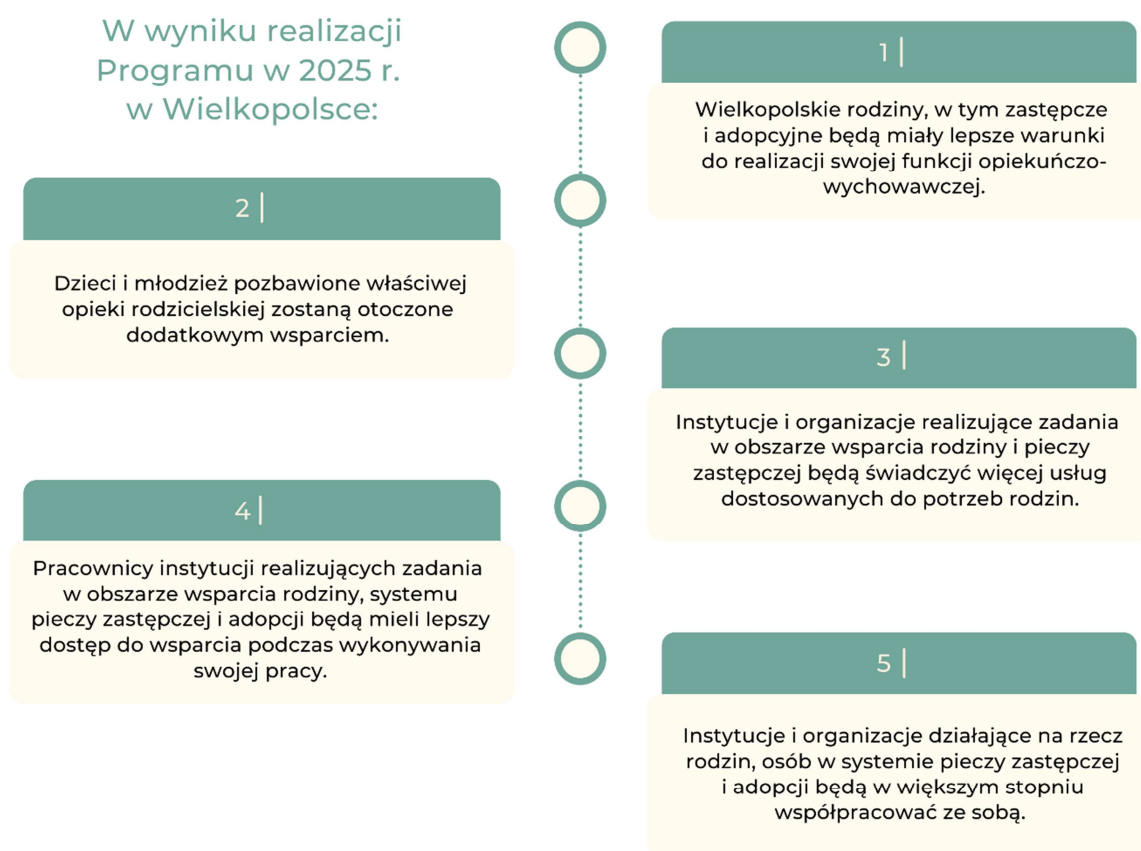 W wyniku realizacji
Programu w 2025 r.
w Wielkopolsce:
1 |
Wielkopolskie rodziny, w tym zastępcze
i adopcyjne będą miały lepsze warunki
do realizacji swojej funkcji opiekuńczo-
wychowawczej.
2 |
Dzieci i młodzież pozbawione właściwej
opieki rodzicielskiej zostaną otoczone
dodatkowym wsparciem.
3 |
Instytucje i organizacje realizujące zadania
w obszarze wsparcia rodziny i pieczy
zastępczej będą świadczyć więcej usług
dostosowanych do potrzeb rodzin.
4 |
Pracownicy instytucji realizujących zadania
w obszarze wsparcia rodziny, systemu
pieczy zastępczej i adopcji będą mieli lepszy
dostęp do wsparcia podczas wykonywania
swojej pracy.
5 |
Instytucje i organizacje działające na rzecz
rodzin, osób w systemie pieczy zastępczej
i adopcji będą w większym stopniu
współpracować ze sobą.